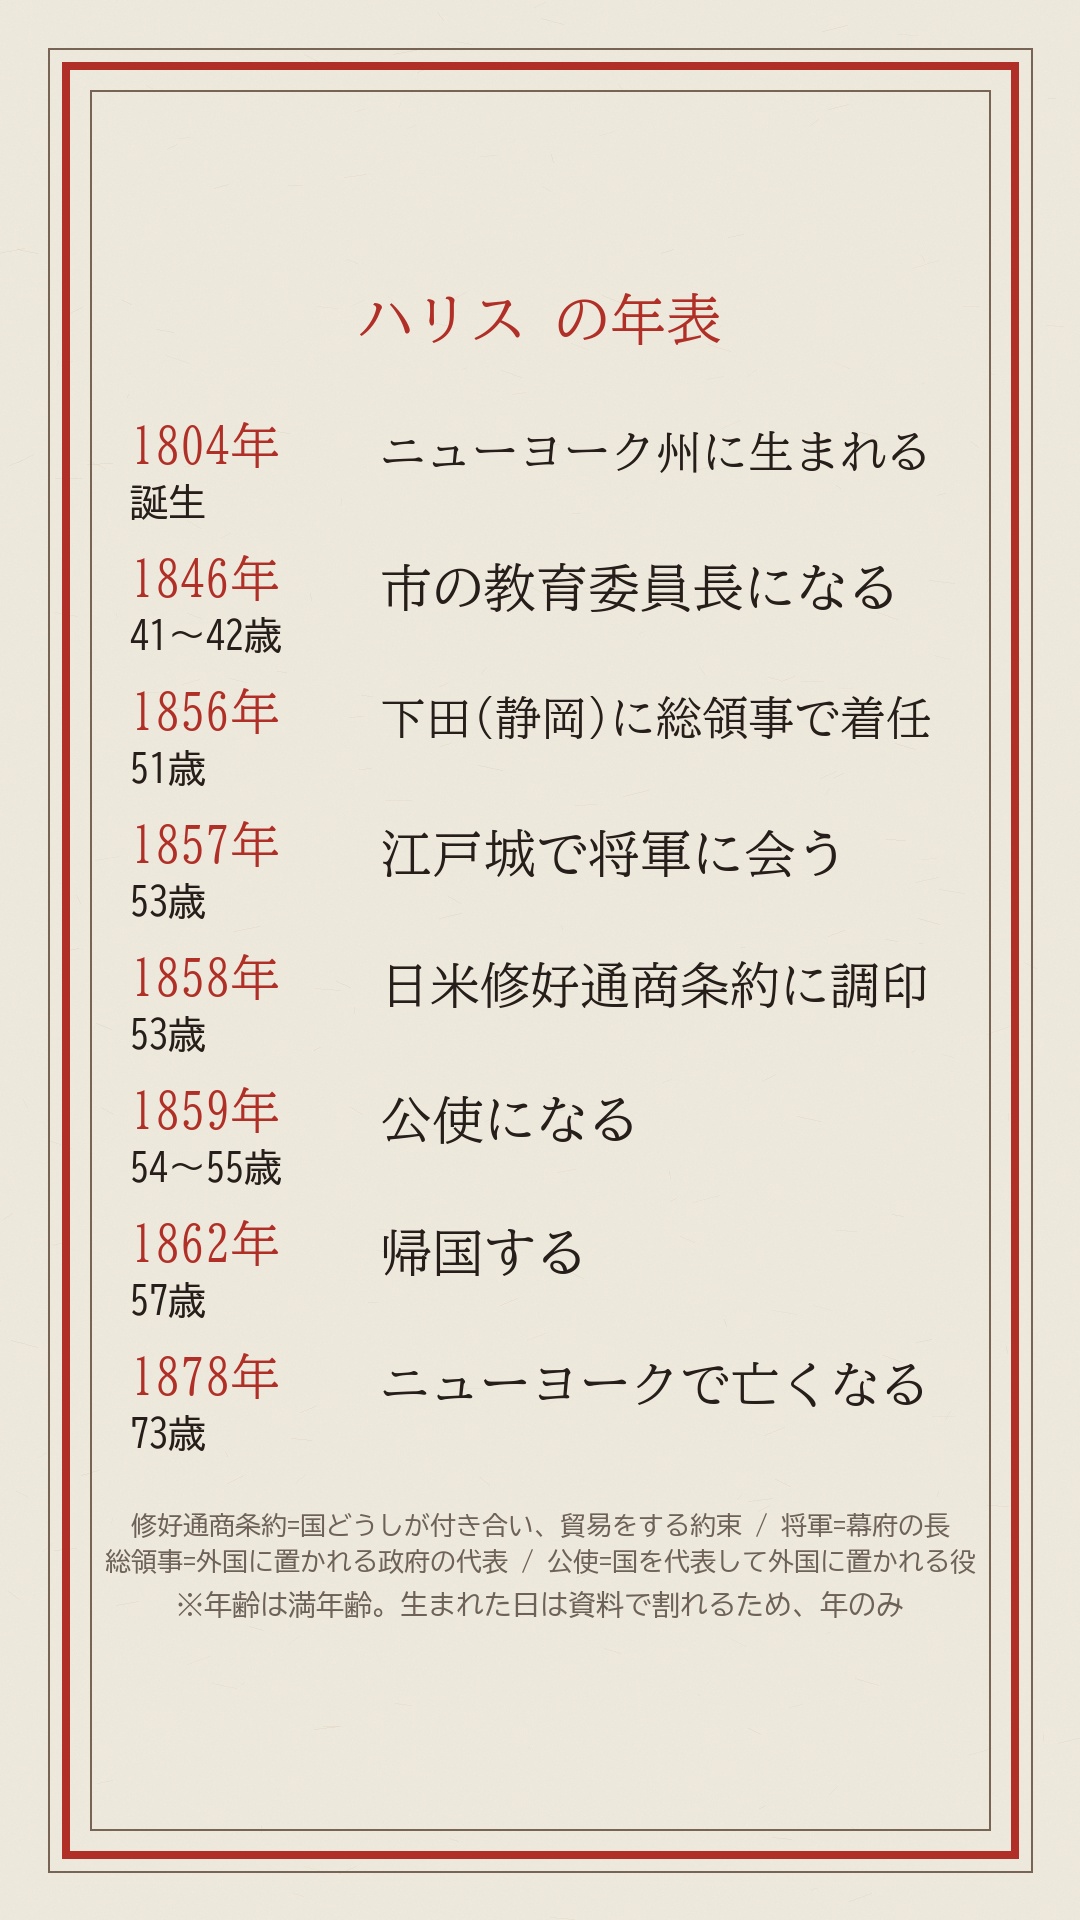 ハリス の年表
1804年 ニューヨーク州に生まれる
誕生
1846年 市の教育委員長になる
41〜42歳
1856年 下田(静岡)に総領事で着任
51歳
1857年 江戸城で将軍に会う
53歳
1858年 日米修好通商条約に調印
53歳
1859年 公使になる
54〜55歳
1862年 帰国する
57歳
1878年 ニューヨークで亡くなる
73歳
修好通商条約=国どうしが付き合い、貿易をする約束 / 将軍=幕府の長
総領事=外国に置かれる政府の代表 / 公使=国を代表して外国に置かれる役
※年齢は満年齢。生まれた日は資料で割れるため、年のみ